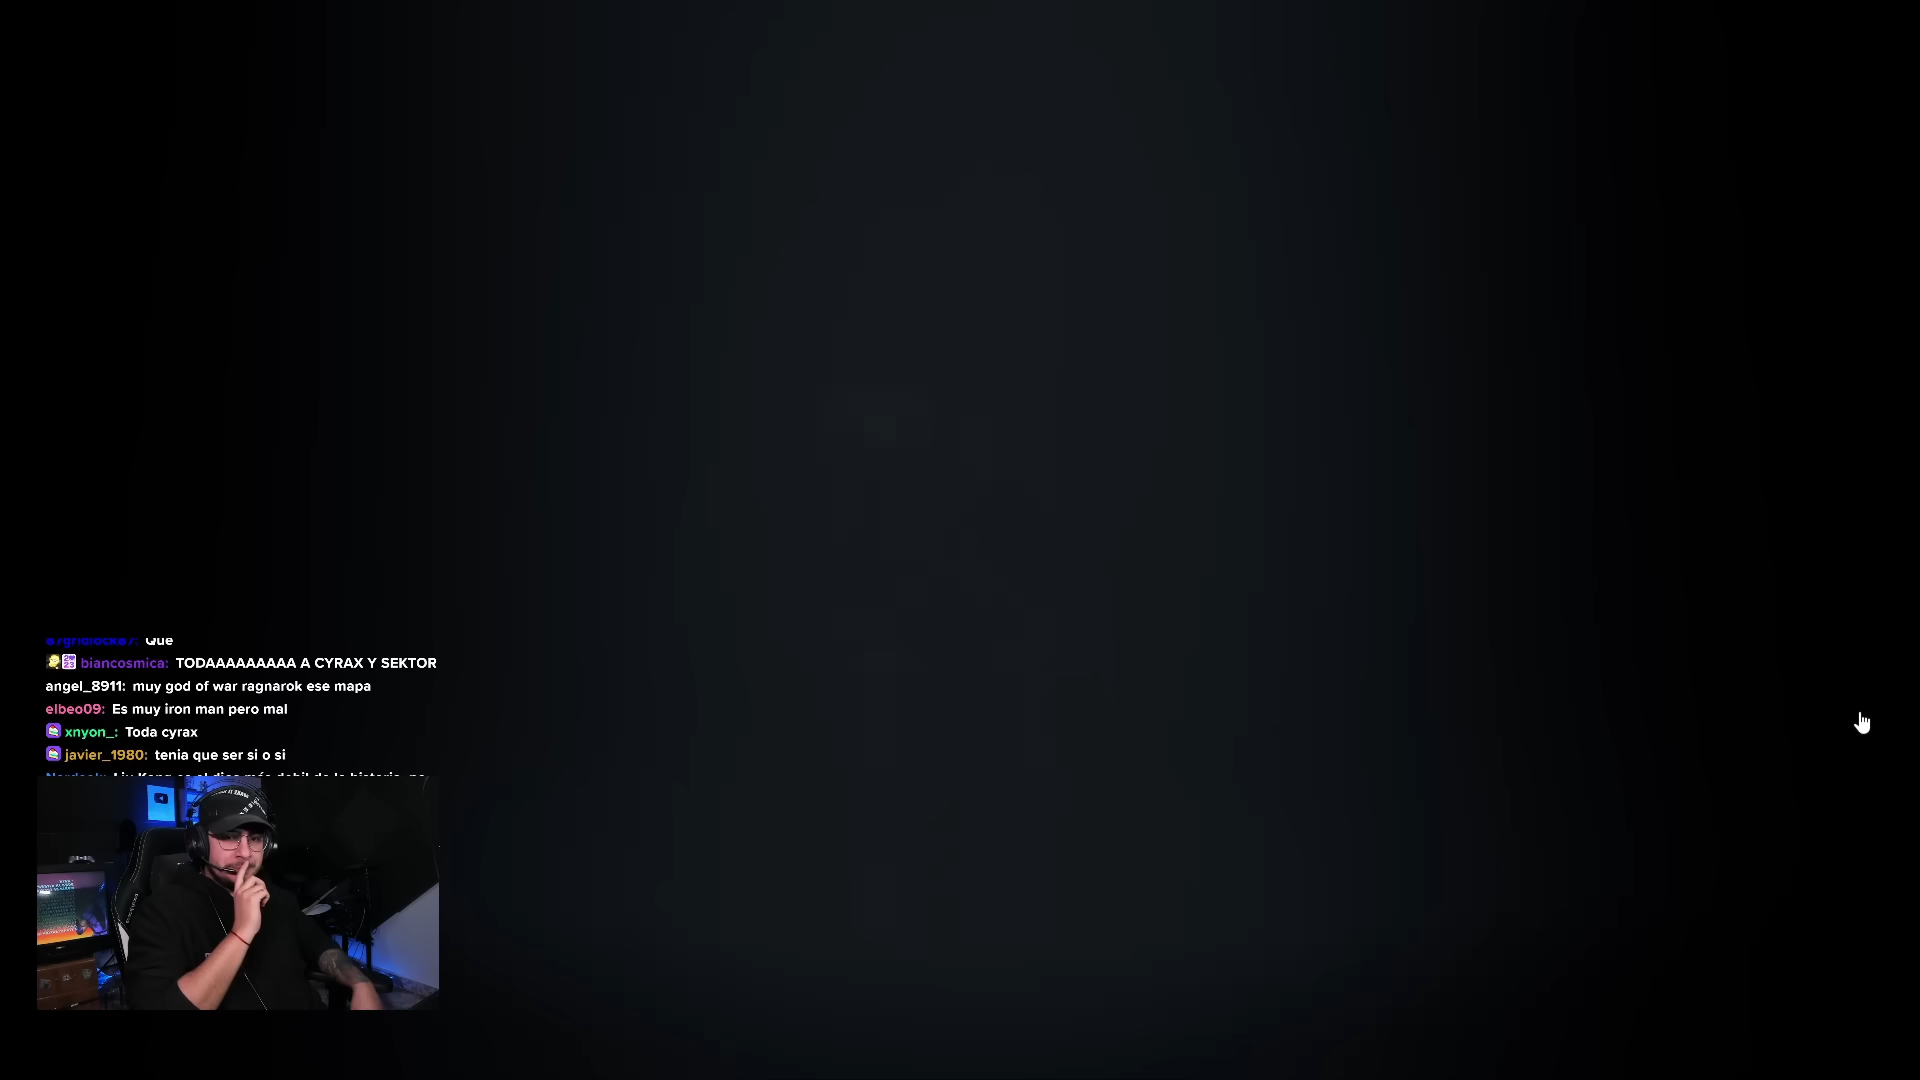 Que
biancosmica: TODAAAAAAAAA A CYRAX Y SEKTOR
angel_8911: muy god of war ragnarok ese mapa
elbeo09: Es muy iron man pero mal
xnyon_: Toda cyrax
javier_1980: tenia que ser si o si